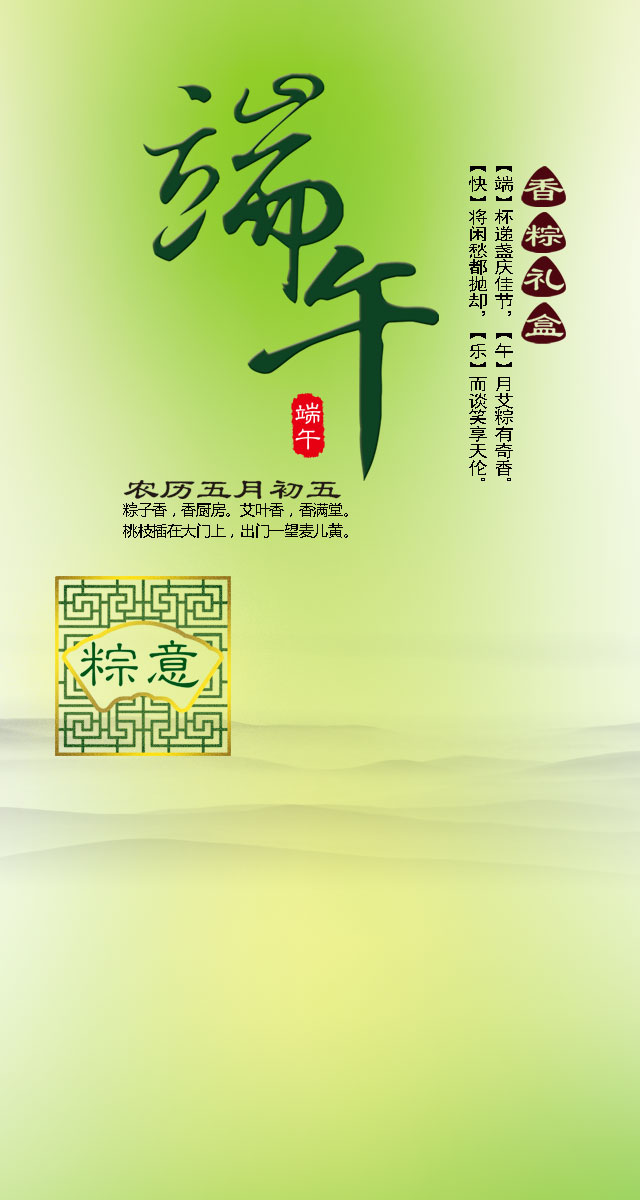 端午
香粽礼盒
【端】杯递盏庆佳节，【午】月艾粽有奇香。
【快】将闲愁都抛却，【乐】而谈笑享天伦。
端午
农历五月初五
粽子香，香厨房。艾叶香，香满堂。
桃枝插在大门上，出门一望麦儿黄。
粽意